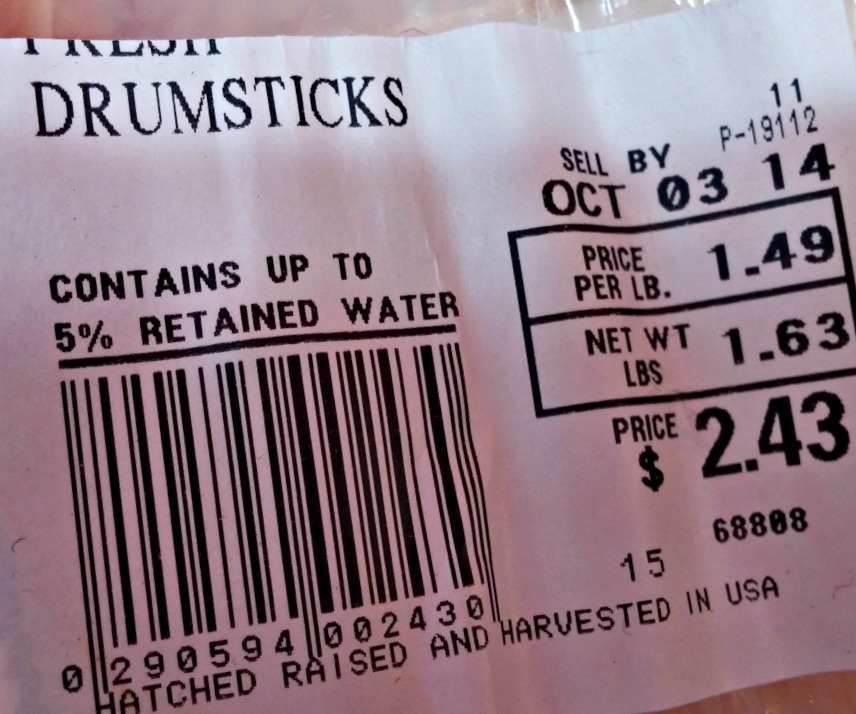 FRESH
DRUMSTICKS
11
P-19112
SELL BY
OCT 03 14
CONTAINS UP TO
5% RETAINED WATER
PRICE PER LB. 1.49
NET WT LBS 1.63
PRICE $ 2.43
68808
15
0 290594 002430
HATCHED RAISED AND HARVESTED IN USA